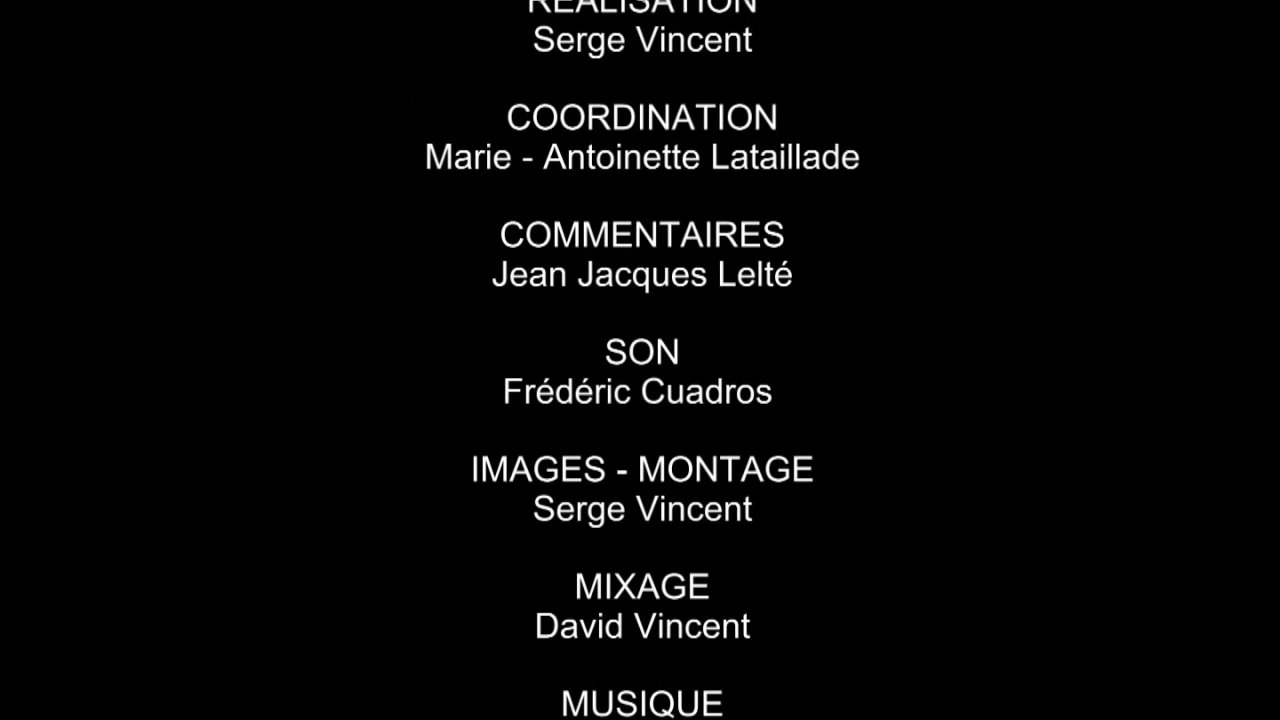 RÉALISATION
Serge Vincent
COORDINATION
Marie - Antoinette Lataillade
COMMENTAIRES
Jean Jacques Lelté
SON
Frédéric Cuadros
IMAGES - MONTAGE
Serge Vincent
MIXAGE
David Vincent
MUSIQUE